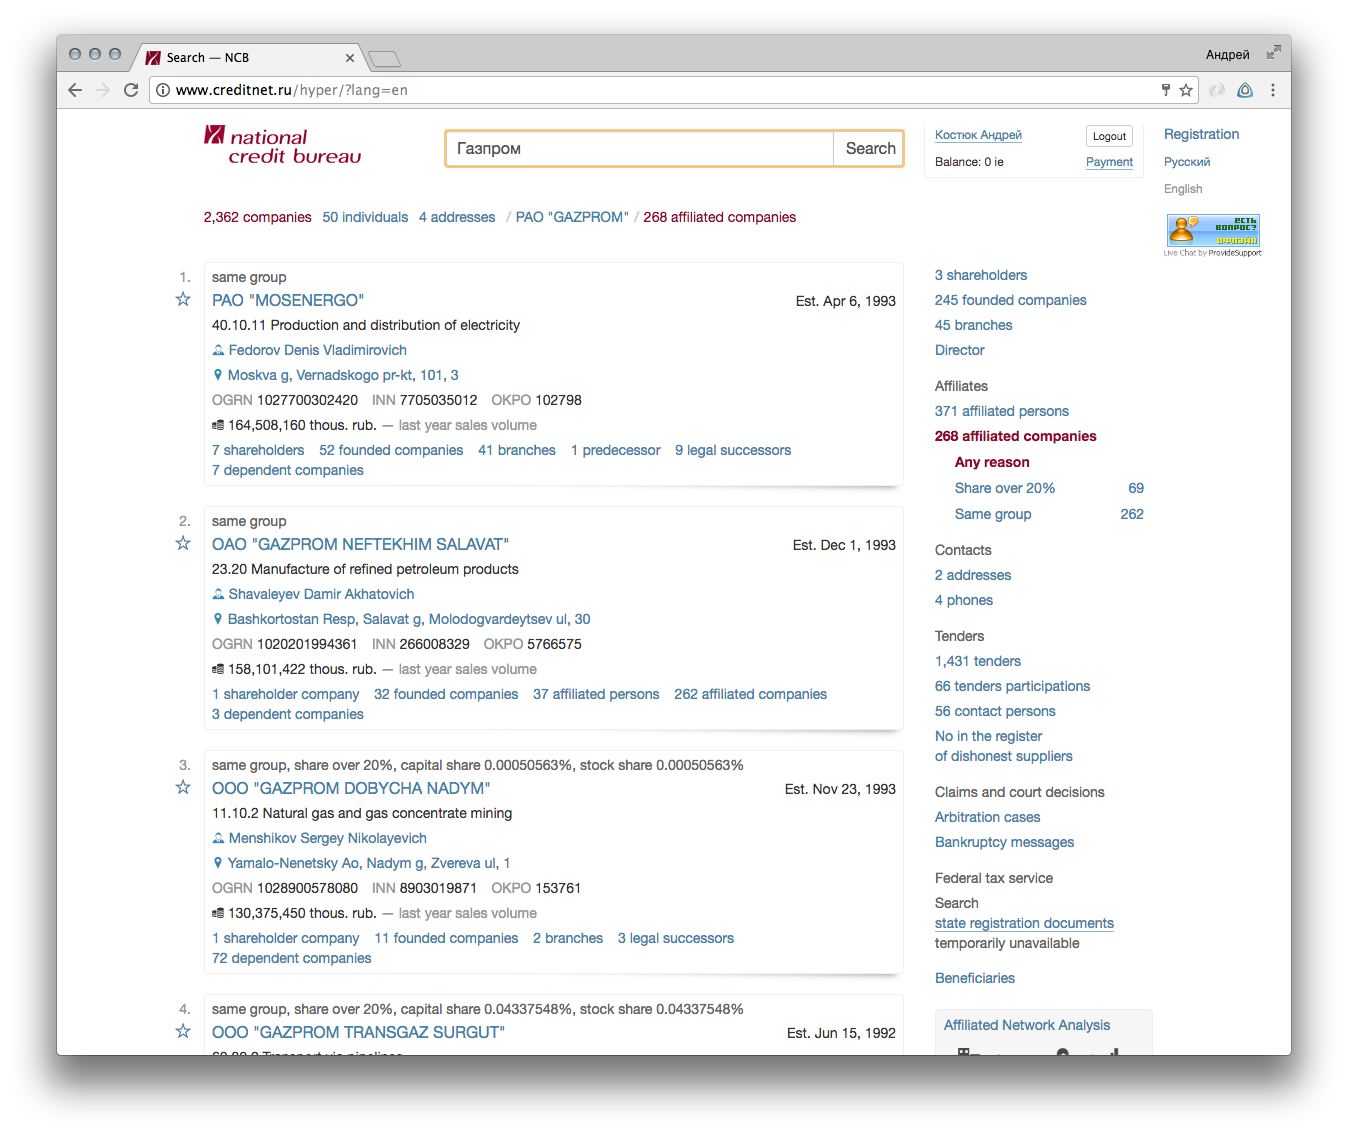 Search — NCB
Андрей
www.creditnet.ru/hyper/?lang=en
national
credit bureau
Газпром
Search
Костюк Андрей
Logout
Balance: 0 ie
Payment
Registration
Русский
English
ЕСТЬ
ВОПРОС?
ОФЛАЙН
Live Chat by ProvideSupport
2,362 companies 50 individuals 4 addresses / PAO "GAZPROM" / 268 affiliated companies
1. same group
PAO "MOSENERGO" Est. Apr 6, 1993
40.10.11 Production and distribution of electricity
Fedorov Denis Vladimirovich
Moskva g, Vernadskogo pr-kt, 101, 3
OGRN 1027700302420 INN 7705035012 OKPO 102798
164,508,160 thous. rub. — last year sales volume
7 shareholders 52 founded companies 41 branches 1 predecessor 9 legal successors
7 dependent companies
2. same group
OAO "GAZPROM NEFTEKHIM SALAVAT" Est. Dec 1, 1993
23.20 Manufacture of refined petroleum products
Shavaleyev Damir Akhatovich
Bashkortostan Resp, Salavat g, Molodogvardeytsev ul, 30
OGRN 1020201994361 INN 266008329 OKPO 5766575
158,101,422 thous. rub. — last year sales volume
1 shareholder company 32 founded companies 37 affiliated persons 262 affiliated companies
3 dependent companies
3. same group, share over 20%, capital share 0.00050563%, stock share 0.00050563%
OOO "GAZPROM DOBYCHA NADYM" Est. Nov 23, 1993
11.10.2 Natural gas and gas concentrate mining
Menshikov Sergey Nikolayevich
Yamalo-Nenetsky Ao, Nadym g, Zvereva ul, 1
OGRN 1028900578080 INN 8903019871 OKPO 153761
130,375,450 thous. rub. — last year sales volume
1 shareholder company 11 founded companies 2 branches 3 legal successors
72 dependent companies
4. same group, share over 20%, capital share 0.04337548%, stock share 0.04337548%
OOO "GAZPROM TRANSGAZ SURGUT" Est. Jun 15, 1992
3 shareholders
245 founded companies
45 branches
Director
Affiliates
371 affiliated persons
268 affiliated companies
Any reason
Share over 20% 69
Same group 262
Contacts
2 addresses
4 phones
Tenders
1,431 tenders
66 tenders participations
56 contact persons
No in the register
of dishonest suppliers
Claims and court decisions
Arbitration cases
Bankruptcy messages
Federal tax service
Search
state registration documents
temporarily unavailable
Beneficiaries
Affiliated Network Analysis